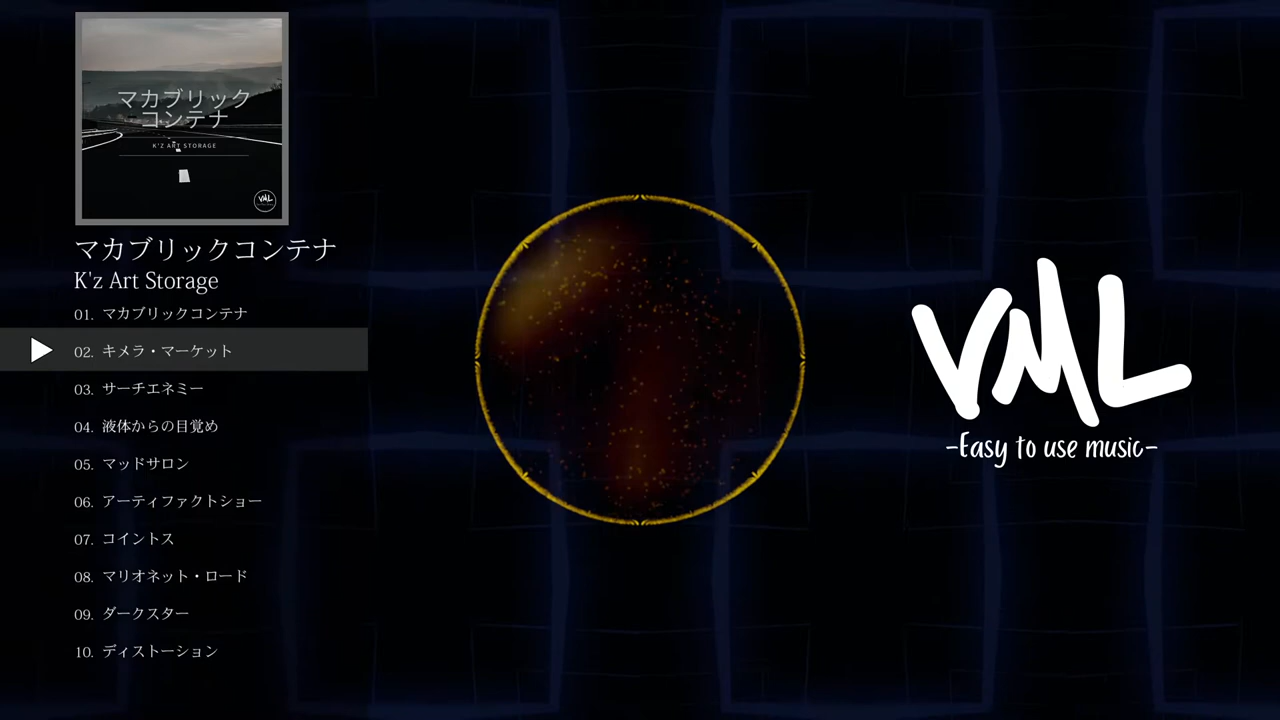 マカブリック
コンテナ
K'Z ART STORAGE
VML
マカブリックコンテナ
K'z Art Storage
01. マカブリックコンテナ
02. キメラ・マーケット
03. サーチエネミー
04. 液体からの目覚め
05. マッドサロン
06. アーティファクトショー
07. コイントス
08. マリオネット・ロード
09. ダークスター
10. ディストーション
VML
-Easy to use music-